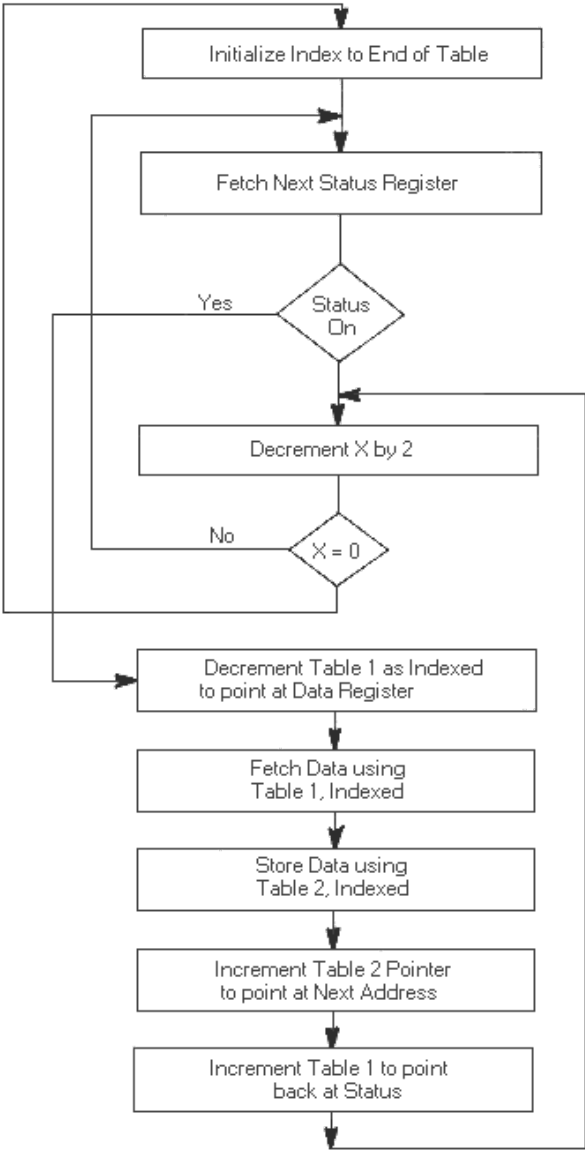 Initialize Index to End of Table
Fetch Next Status Register
Yes
Status
On
Decrement X by 2
No
X = 0
Decrement Table 1 as Indexed
to point at Data Register
Fetch Data using
Table 1, Indexed
Store Data using
Table 2, Indexed
Increment Table 2 Pointer
to point at Next Address
Increment Table 1 to point
back at Status